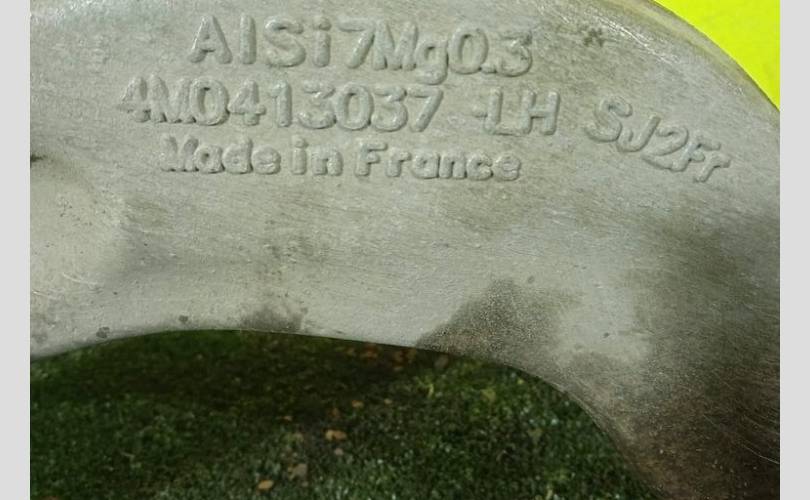 AlSi7Mg0.3
4M0413037 -LH SJ2Fr
Made in France